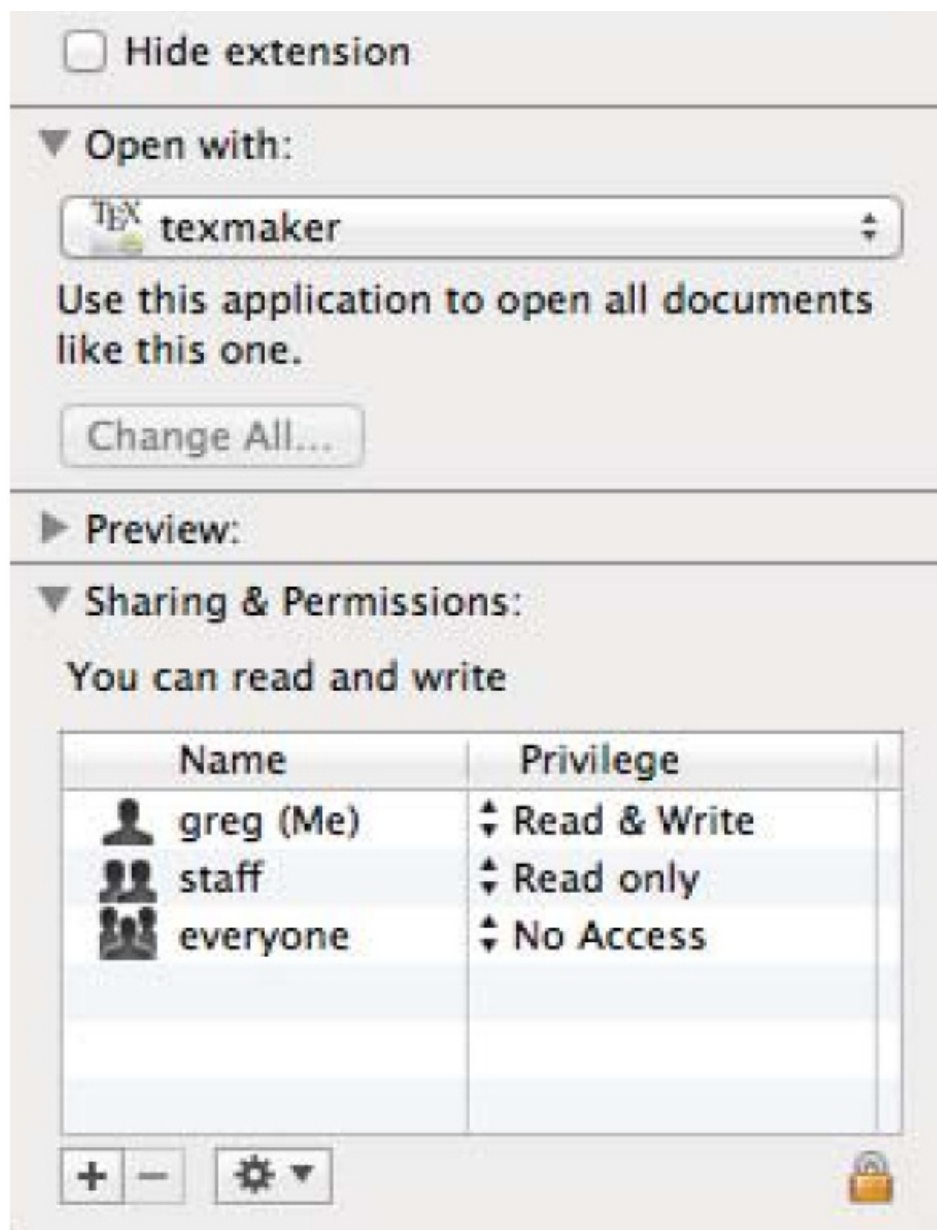 Hide extension
Open with:
TEX texmaker
Use this application to open all documents
like this one.
Change All...
Preview:
Sharing & Permissions:
You can read and write
Name Privilege
greg (Me) Read & Write
staff Read only
everyone No Access